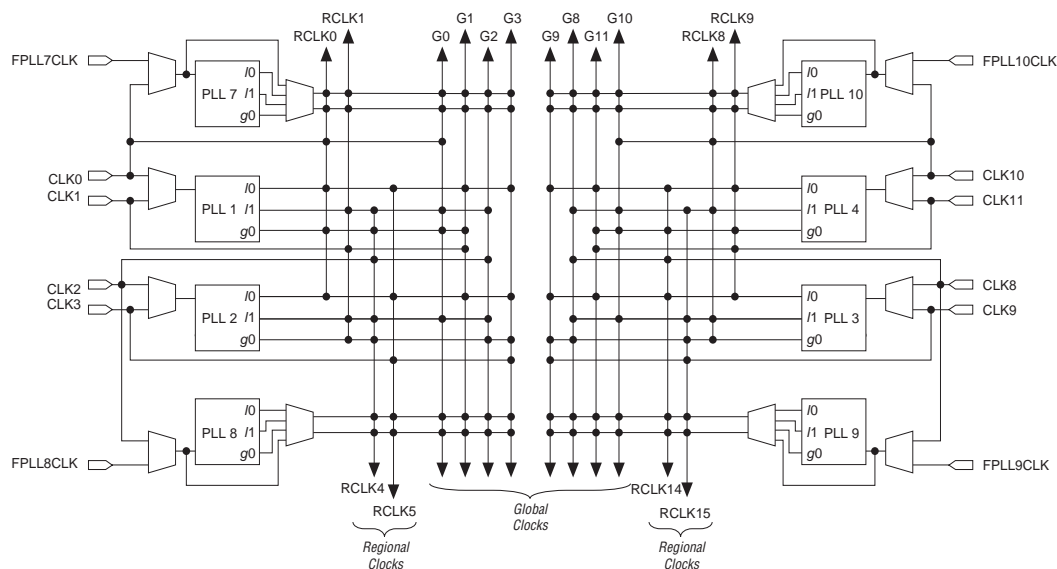 RCLK1 G1 G3 G8 G10 RCLK9
RCLK0 G0 G2 G9 G11 RCLK8
FPLL7CLK PLL 7 l0 l1 g0 l0 l1 g0 PLL 10 FPLL10CLK
CLK0 CLK10
CLK1 PLL 1 l0 l1 g0 l0 l1 g0 PLL 4 CLK11
CLK2 CLK8
CLK3 PLL 2 l0 l1 g0 l0 l1 g0 PLL 3 CLK9
PLL 8 l0 l1 g0 l0 l1 g0 PLL 9
FPLL8CLK FPLL9CLK
RCLK4 RCLK14
RCLK5 RCLK15
Global
Clocks
Regional
Clocks
Regional
Clocks